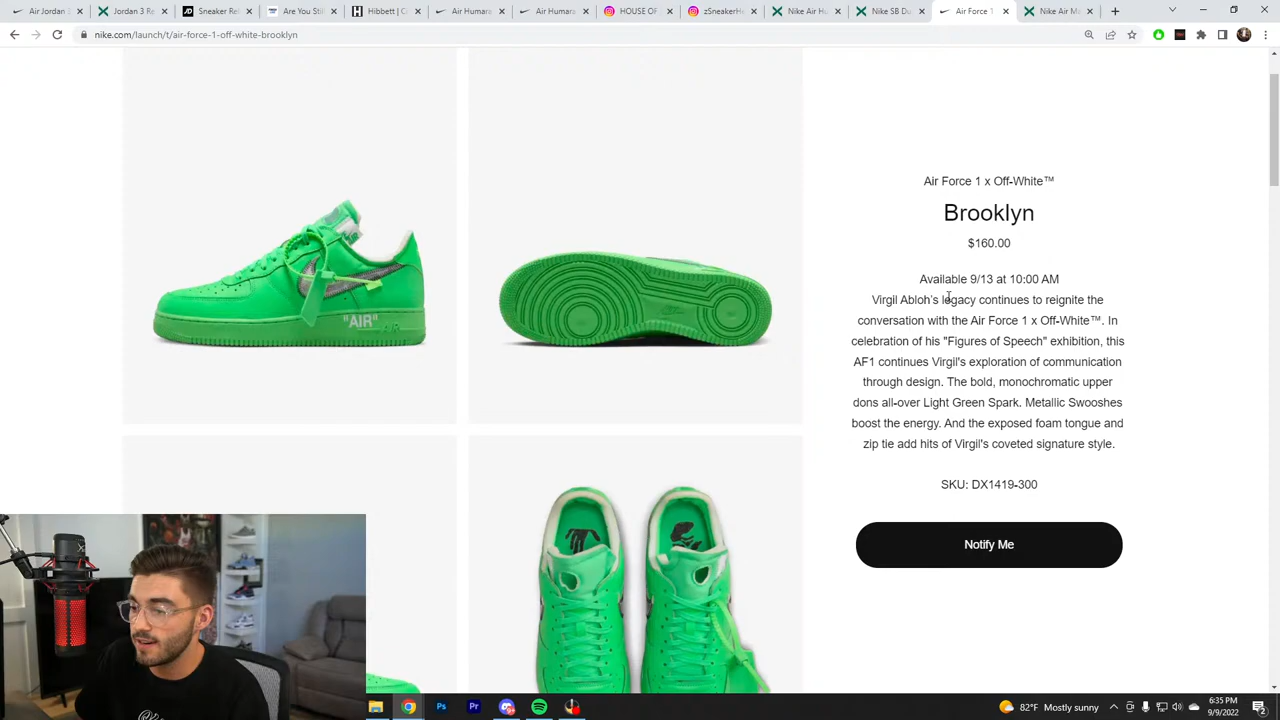 Air Jordan 1
Jordan 1 R
Sneaker Rel
Are You Still
Hibbett | C
Air Humara
Air Humara
HOUSE OF
zSneakerHe
Nike Air Hu
Nike SB Du
Air Force 1
Nike Air Ma
nike.com/launch/t/air-force-1-off-white-brooklyn
Air Force 1 x Off-White™
Brooklyn
$160.00
Available 9/13 at 10:00 AM
Virgil Abloh's legacy continues to reignite the
conversation with the Air Force 1 x Off-White™. In
celebration of his "Figures of Speech" exhibition, this
AF1 continues Virgil's exploration of communication
through design. The bold, monochromatic upper
dons all-over Light Green Spark. Metallic Swooshes
boost the energy. And the exposed foam tongue and
zip tie add hits of Virgil's coveted signature style.
SKU: DX1419-300
Notify Me
"AIR"
82°F Mostly sunny
6:35 PM
9/9/2022